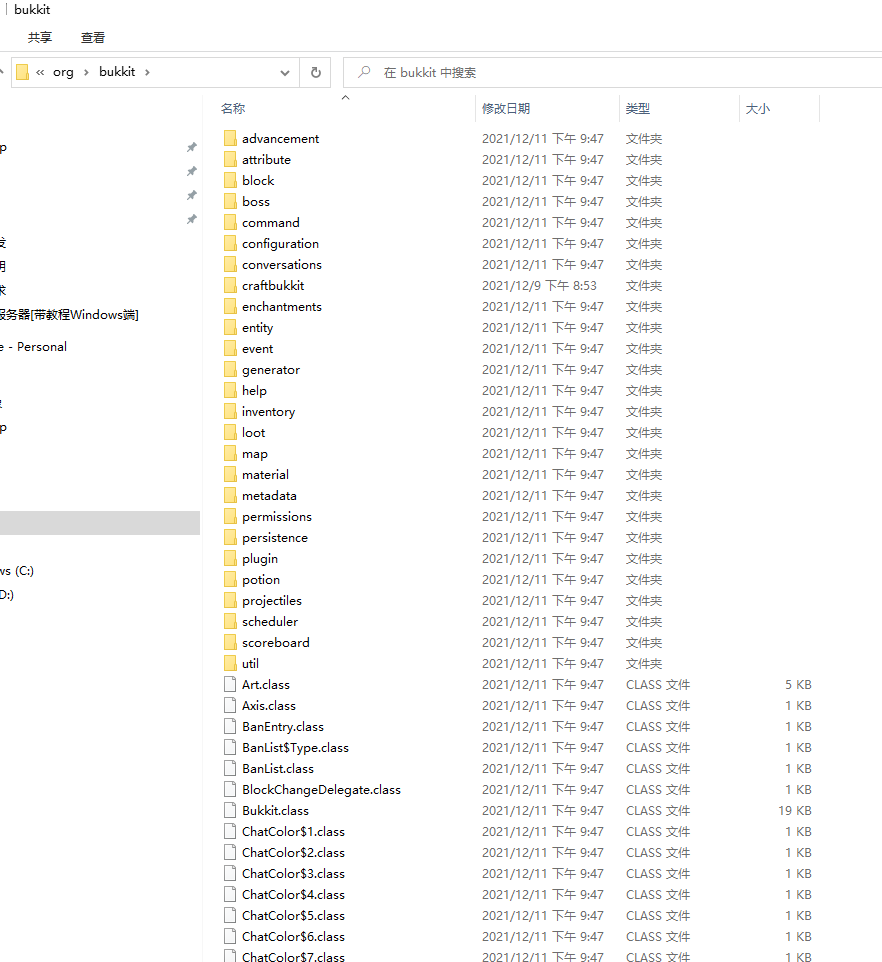 bukkit
共享 查看
« org › bukkit ›
在 bukkit 中搜索
名称 修改日期 类型 大小
p
发
明
术
服务器[带教程Windows端]
e - Personal
p
ws (C:)
D:)
advancement 2021/12/11 下午 9:47 文件夹
attribute 2021/12/11 下午 9:47 文件夹
block 2021/12/11 下午 9:47 文件夹
boss 2021/12/11 下午 9:47 文件夹
command 2021/12/11 下午 9:47 文件夹
configuration 2021/12/11 下午 9:47 文件夹
conversations 2021/12/11 下午 9:47 文件夹
craftbukkit 2021/12/9 下午 8:53 文件夹
enchantments 2021/12/11 下午 9:47 文件夹
entity 2021/12/11 下午 9:47 文件夹
event 2021/12/11 下午 9:47 文件夹
generator 2021/12/11 下午 9:47 文件夹
help 2021/12/11 下午 9:47 文件夹
inventory 2021/12/11 下午 9:47 文件夹
loot 2021/12/11 下午 9:47 文件夹
map 2021/12/11 下午 9:47 文件夹
material 2021/12/11 下午 9:47 文件夹
metadata 2021/12/11 下午 9:47 文件夹
permissions 2021/12/11 下午 9:47 文件夹
persistence 2021/12/11 下午 9:47 文件夹
plugin 2021/12/11 下午 9:47 文件夹
potion 2021/12/11 下午 9:47 文件夹
projectiles 2021/12/11 下午 9:47 文件夹
scheduler 2021/12/11 下午 9:47 文件夹
scoreboard 2021/12/11 下午 9:47 文件夹
util 2021/12/11 下午 9:47 文件夹
Art.class 2021/12/11 下午 9:47 CLASS 文件 5 KB
Axis.class 2021/12/11 下午 9:47 CLASS 文件 1 KB
BanEntry.class 2021/12/11 下午 9:47 CLASS 文件 1 KB
BanList$Type.class 2021/12/11 下午 9:47 CLASS 文件 1 KB
BanList.class 2021/12/11 下午 9:47 CLASS 文件 1 KB
BlockChangeDelegate.class 2021/12/11 下午 9:47 CLASS 文件 1 KB
Bukkit.class 2021/12/11 下午 9:47 CLASS 文件 19 KB
ChatColor$1.class 2021/12/11 下午 9:47 CLASS 文件 1 KB
ChatColor$2.class 2021/12/11 下午 9:47 CLASS 文件 1 KB
ChatColor$3.class 2021/12/11 下午 9:47 CLASS 文件 1 KB
ChatColor$4.class 2021/12/11 下午 9:47 CLASS 文件 1 KB
ChatColor$5.class 2021/12/11 下午 9:47 CLASS 文件 1 KB
ChatColor$6.class 2021/12/11 下午 9:47 CLASS 文件 1 KB
ChatColor$7.class 2021/12/11 下午 9:47 CLASS 文件 1 KB